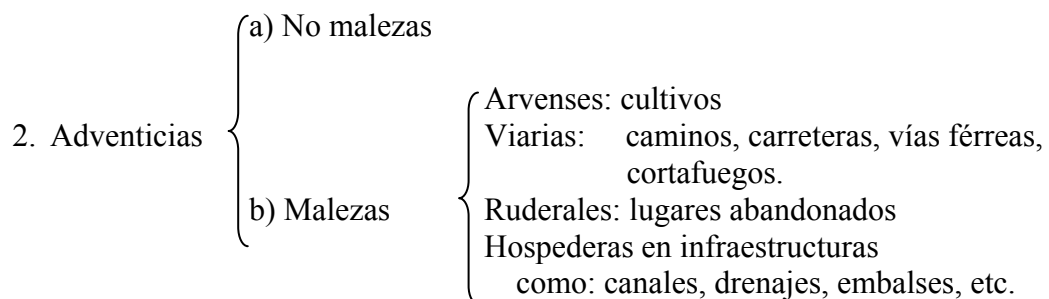 a) No malezas
Arvenses: cultivos
2. Adventicias
Viarias: caminos, carreteras, vías férreas,
cortafuegos.
b) Malezas
Ruderales: lugares abandonados
Hospederas en infraestructuras
como: canales, drenajes, embalses, etc.